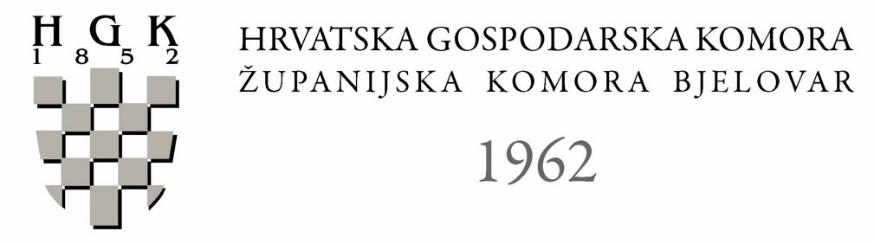 H G K
1 8 5 2
HRVATSKA GOSPODARSKA KOMORA
ŽUPANIJSKA KOMORA BJELOVAR
1962